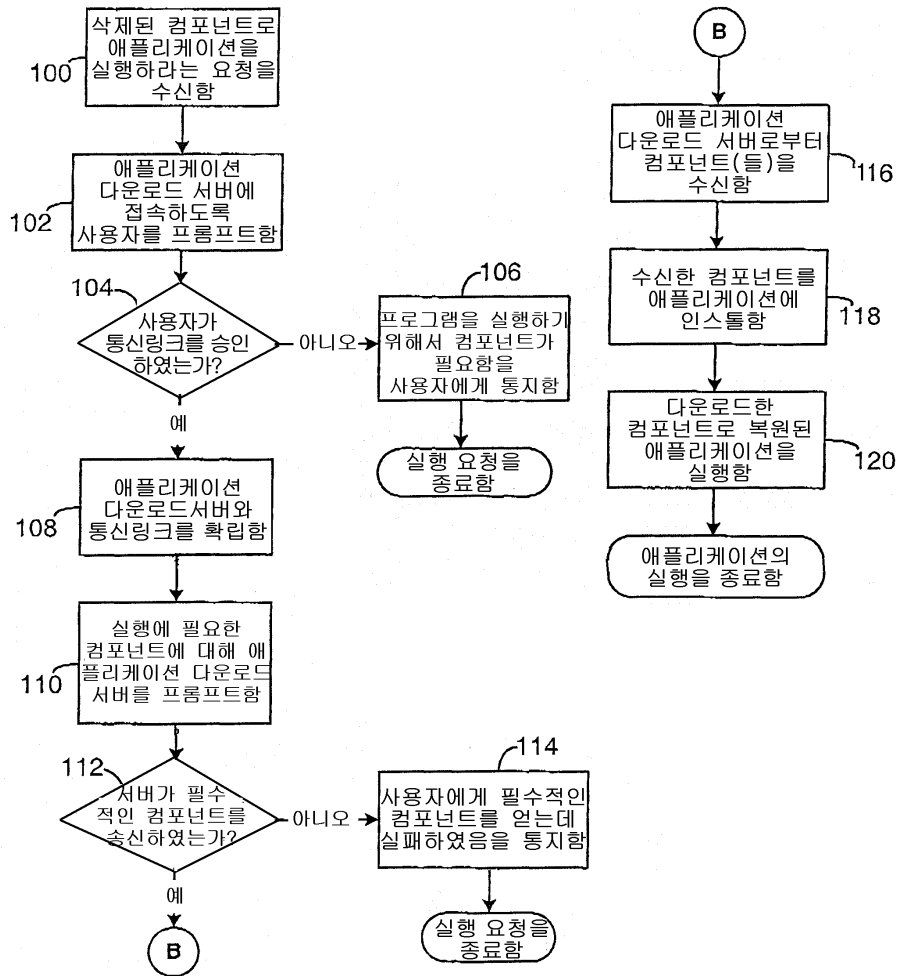 100
삭제된 컴포넌트로
애플리케이션을
실행하라는 요청을
수신함
102
애플리케이션
다운로드 서버에
접속하도록
사용자를 프롬프트함
104
사용자가
통신링크를 승인
하였는가?
아니오
106
프로그램을 실행하기
위해서 컴포넌트가
필요함을
사용자에게 통지함
실행 요청을
종료함
예
108
애플리케이션
다운로드서버와
통신링크를 확립함
110
실행에 필요한
컴포넌트에 대해 애
플리케이션 다운로드
서버를 프롬프트함
112
서버가 필수
적인 컴포넌트를
송신하였는가?
아니오
114
사용자에게 필수적인
컴포넌트를 얻는데
실패하였음을 통지함
실행 요청을
종료함
예
B
B
애플리케이션
다운로드 서버로부터
컴포넌트(들)을
수신함
116
수신한 컴포넌트를
애플리케이션에
인스톨함
118
다운로드한
컴포넌트로 복원된
애플리케이션을
실행함
120
애플리케이션의
실행을 종료함